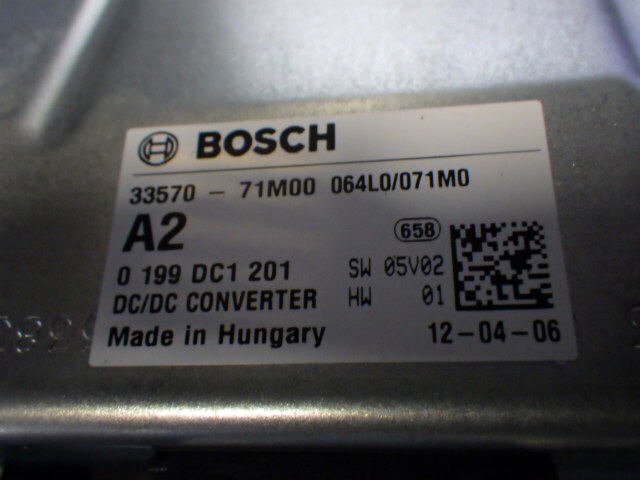 BOSCH
33570 - 71M00 064L0/071M0
A2 658
0 199 DC1 201 SW 05V02
DC/DC CONVERTER HW 01
Made in Hungary 12-04-06